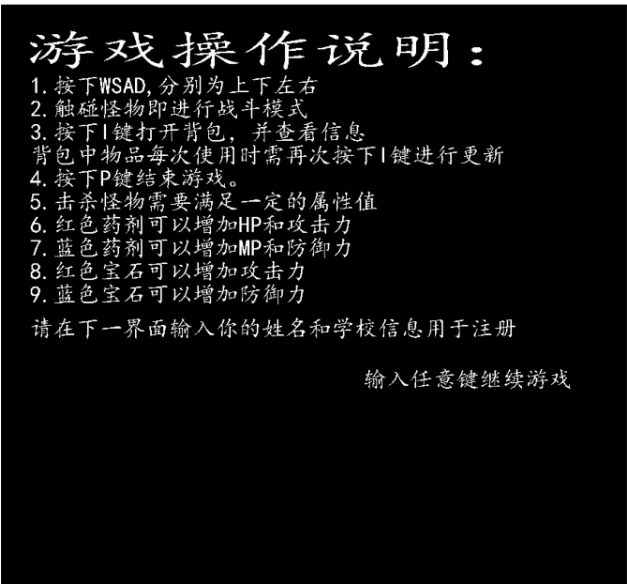 游戏操作说明：
1.按下WSAD,分别为上下左右
2.触碰怪物即进行战斗模式
3.按下I键打开背包，并查看信息
背包中物品每次使用时需再次按下I键进行更新
4.按下P键结束游戏。
5.击杀怪物需要满足一定的属性值
6.红色药剂可以增加HP和攻击力
7.蓝色药剂可以增加MP和防御力
8.红色宝石可以增加攻击力
9.蓝色宝石可以增加防御力
请在下一界面输入你的姓名和学校信息用于注册
输入任意键继续游戏